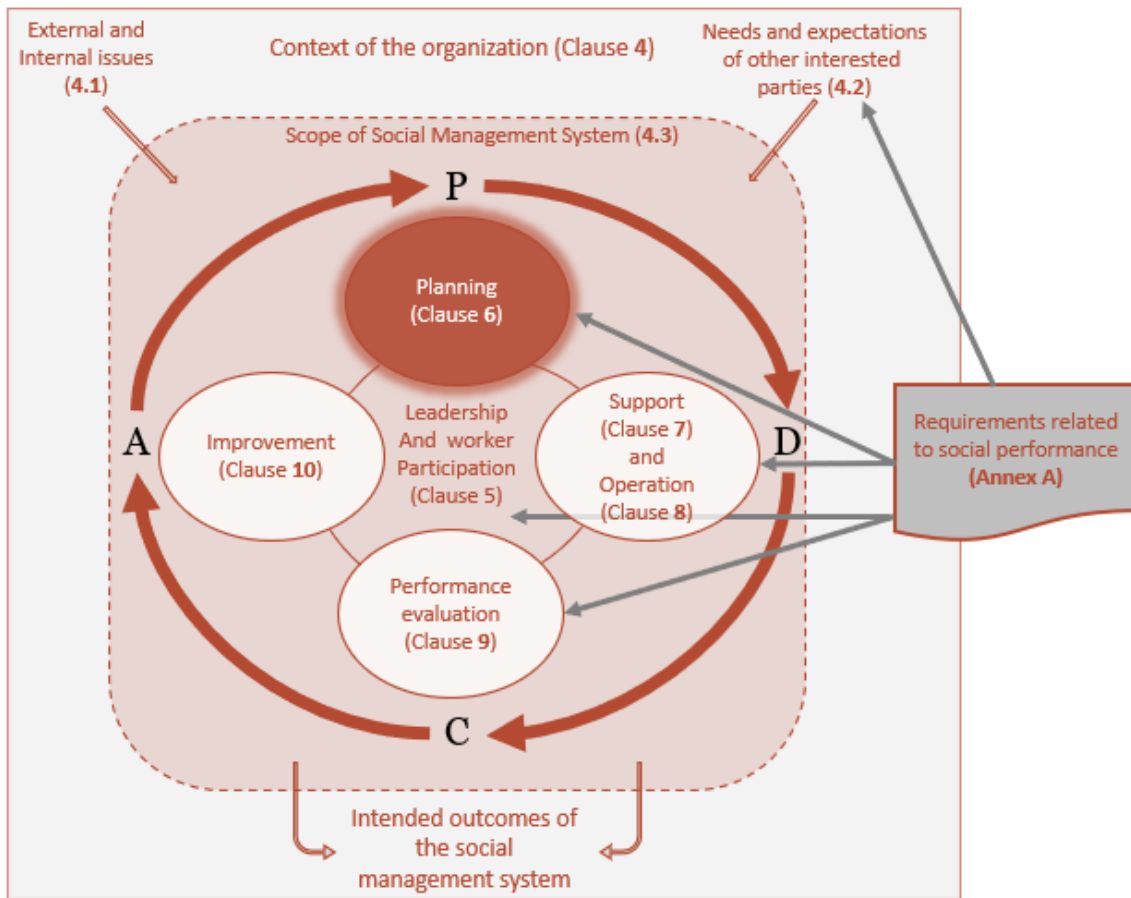 External and
Internal issues
(4.1)
Context of the organization (Clause 4)
Needs and expectations
of other interested
parties (4.2)
Scope of Social Management System (4.3)
P
Planning
(Clause 6)
A
Improvement
(Clause 10)
Leadership
And worker
Participation
(Clause 5)
Support
(Clause 7)
and
Operation
(Clause 8)
D
Requirements related
to social performance
(Annex A)
Performance
evaluation
(Clause 9)
C
Intended outcomes of
the social
management system